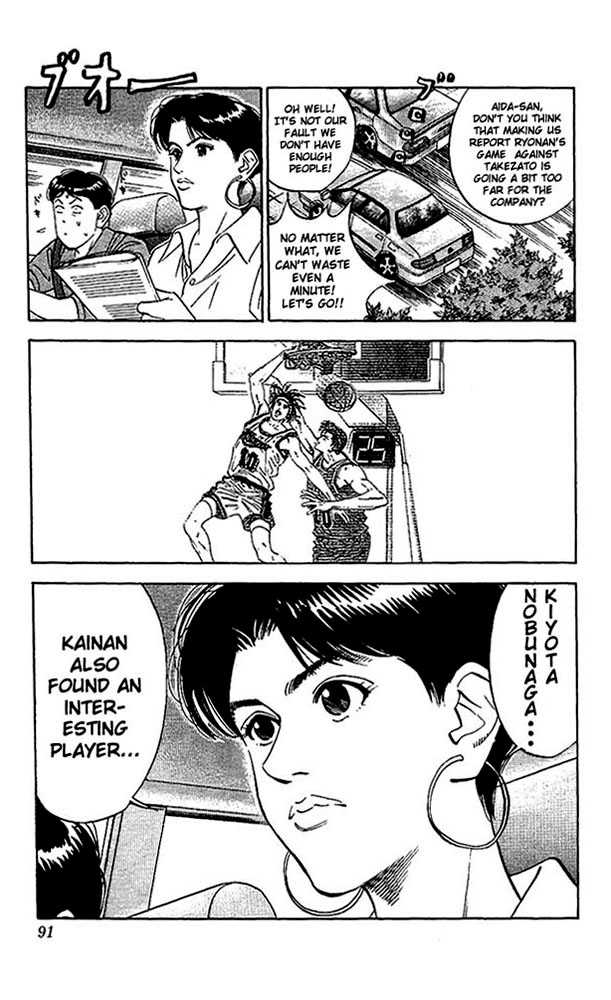 ブ
AIDA-SAN,
DON'T YOU THINK
THAT MAKING US
REPORT RYONAN'S
GAME AGAINST
TAKEZATO IS
GOING A BIT TOO
FAR FOR THE
COMPANY?
OH WELL!
IT'S NOT OUR
FAULT WE
DON'T HAVE
ENOUGH
PEOPLE!
NO MATTER
WHAT, WE
CAN'T WASTE
EVEN A
MINUTE!
LET'S GO!!
ブオー
10
25
KIYOTA
NOBUNAGA...
KAINAN
ALSO
FOUND AN
INTER-
ESTING
PLAYER...
91